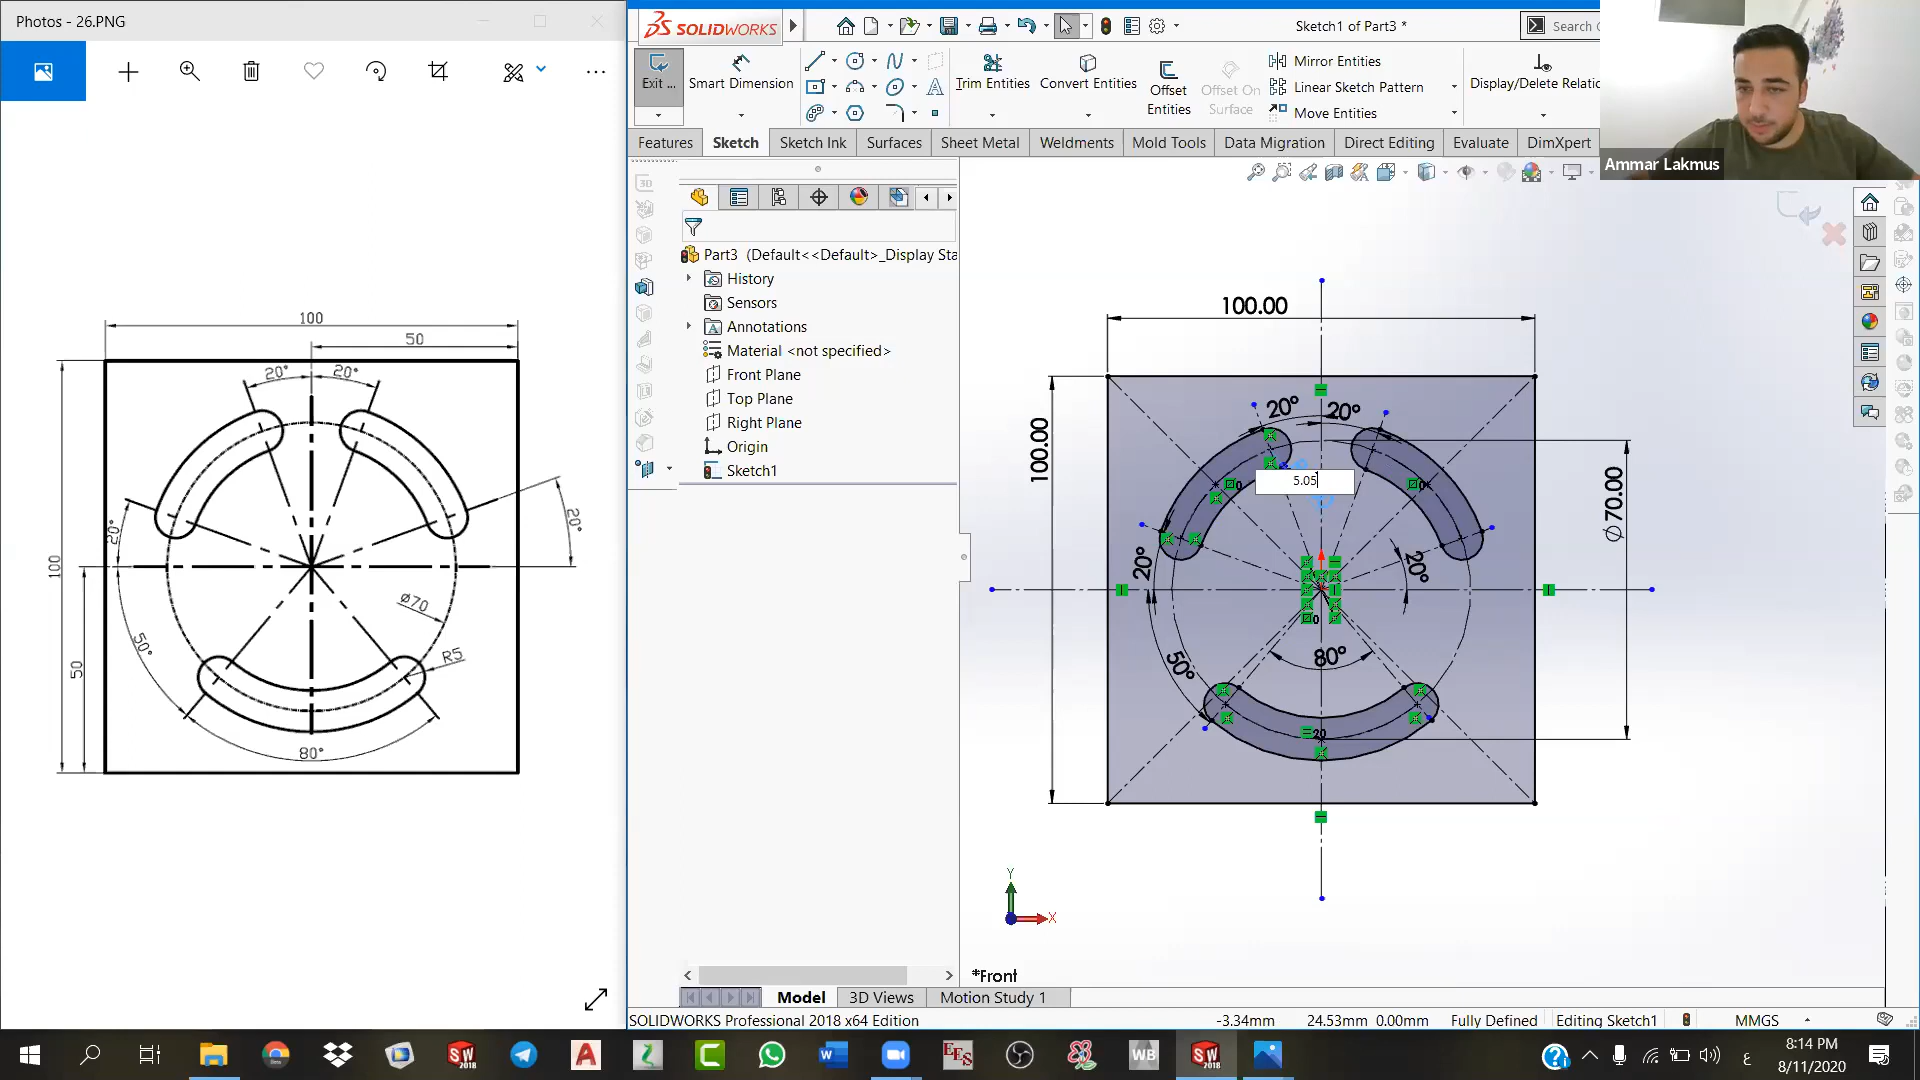 Photos - 26.PNG
SOLIDWORKS
Sketch1 of Part3 *
Search
Exit ...
Smart Dimension
Trim Entities
Convert Entities
Offset Entities
Offset On Surface
Mirror Entities
Linear Sketch Pattern
Move Entities
Display/Delete Relatic
Ammar Lakmus
Features
Sketch
Sketch Ink
Surfaces
Sheet Metal
Weldments
Mold Tools
Data Migration
Direct Editing
Evaluate
DimXpert
Part3 (Default<<Default>_Display Sta
History
Sensors
Annotations
Material <not specified>
Front Plane
Top Plane
Right Plane
Origin
Sketch1
100
50
20°
20°
20°
20°
100
50
50°
Ø70
R5
80°
100.00
100.00
20°
20°
5.05
Ø70.00
20°
20°
50°
80°
20
Y
X
*Front
Model
3D Views
Motion Study 1
SOLIDWORKS Professional 2018 x64 Edition
-3.34mm
24.53mm 0.00mm
Fully Defined
Editing Sketch1
MMGS
ع
8:14 PM
8/11/2020